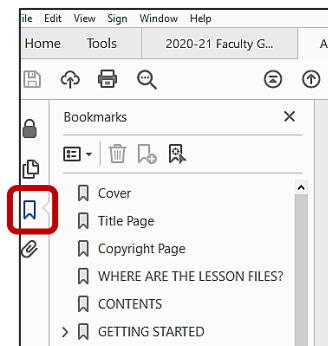 ile Edit View Sign Window Help
Home Tools 2020-21 Faculty G... A
Bookmarks
Cover
Title Page
Copyright Page
WHERE ARE THE LESSON FILES?
CONTENTS
GETTING STARTED